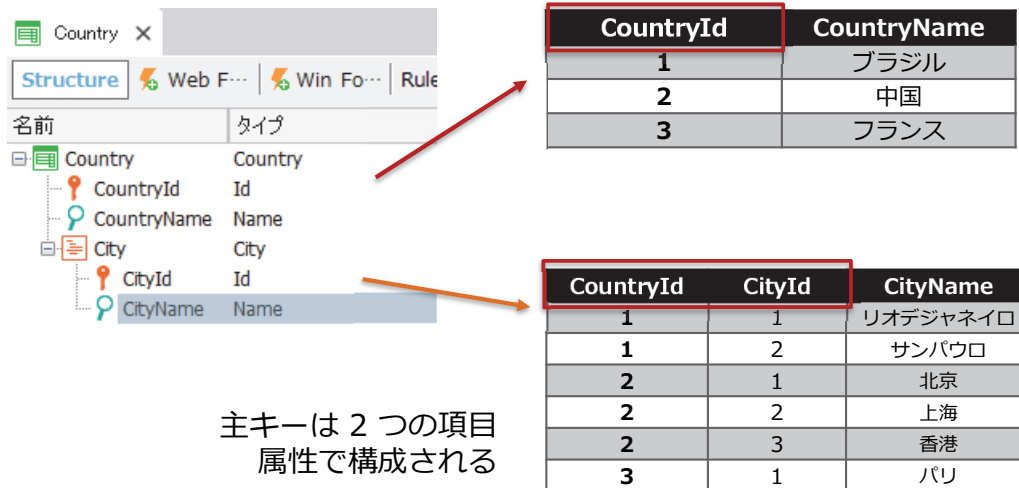 Country ×
Structure Web F… Win Fo… Rule
名前 タイプ
Country Country
CountryId Id
CountryName Name
City City
CityId Id
CityName Name
CountryId CountryName
1 ブラジル
2 中国
3 フランス
CountryId CityId CityName
1 1 リオデジャネイロ
1 2 サンパウロ
2 1 北京
2 2 上海
2 3 香港
3 1 パリ
主キーは 2 つの項目
属性で構成される